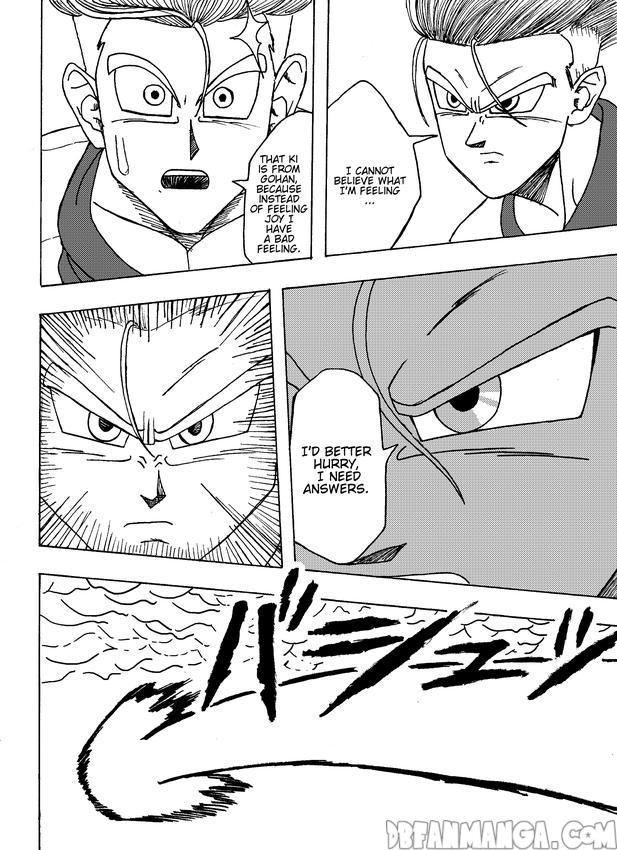 I CANNOT
BELIEVE WHAT
I'M FEELING
...
THAT KI
IS FROM
GOHAN,
BECAUSE
INSTEAD
OF FEELING
JOY I
HAVE
A BAD
FEELING.
I'D BETTER
HURRY,
I NEED
ANSWERS.
バシュッ
DBFANMANGA.COM